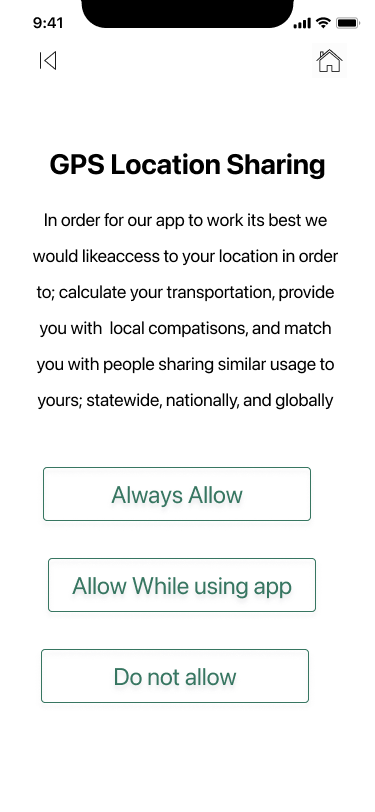 9:41
GPS Location Sharing
In order for our app to work its best we
would likeaccess to your location in order
to; calculate your transportation, provide
you with  local compatisons, and match
you with people sharing similar usage to
yours; statewide, nationally, and globally
Always Allow
Allow While using app
Do not allow